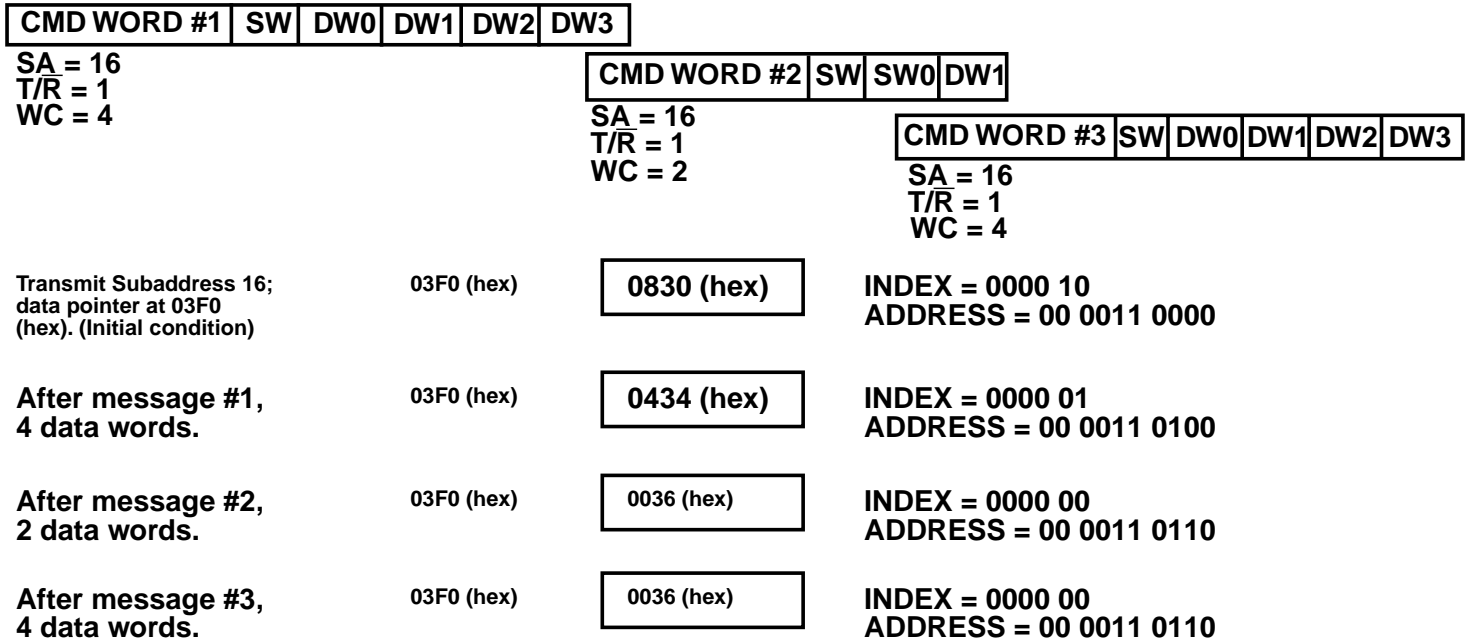 CMD WORD #1 SW DW0 DW1 DW2 DW3
SA = 16
T/R̅ = 1
WC = 4
CMD WORD #2 SW SW0 DW1
SA = 16
T/R̅ = 1
WC = 2
CMD WORD #3 SW DW0 DW1 DW2 DW3
SA = 16
T/R̅ = 1
WC = 4
Transmit Subaddress 16;
data pointer at 03F0
(hex). (Initial condition)
03F0 (hex)
0830 (hex)
INDEX = 0000 10
ADDRESS = 00 0011 0000
After message #1,
4 data words.
03F0 (hex)
0434 (hex)
INDEX = 0000 01
ADDRESS = 00 0011 0100
After message #2,
2 data words.
03F0 (hex)
0036 (hex)
INDEX = 0000 00
ADDRESS = 00 0011 0110
After message #3,
4 data words.
03F0 (hex)
0036 (hex)
INDEX = 0000 00
ADDRESS = 00 0011 0110